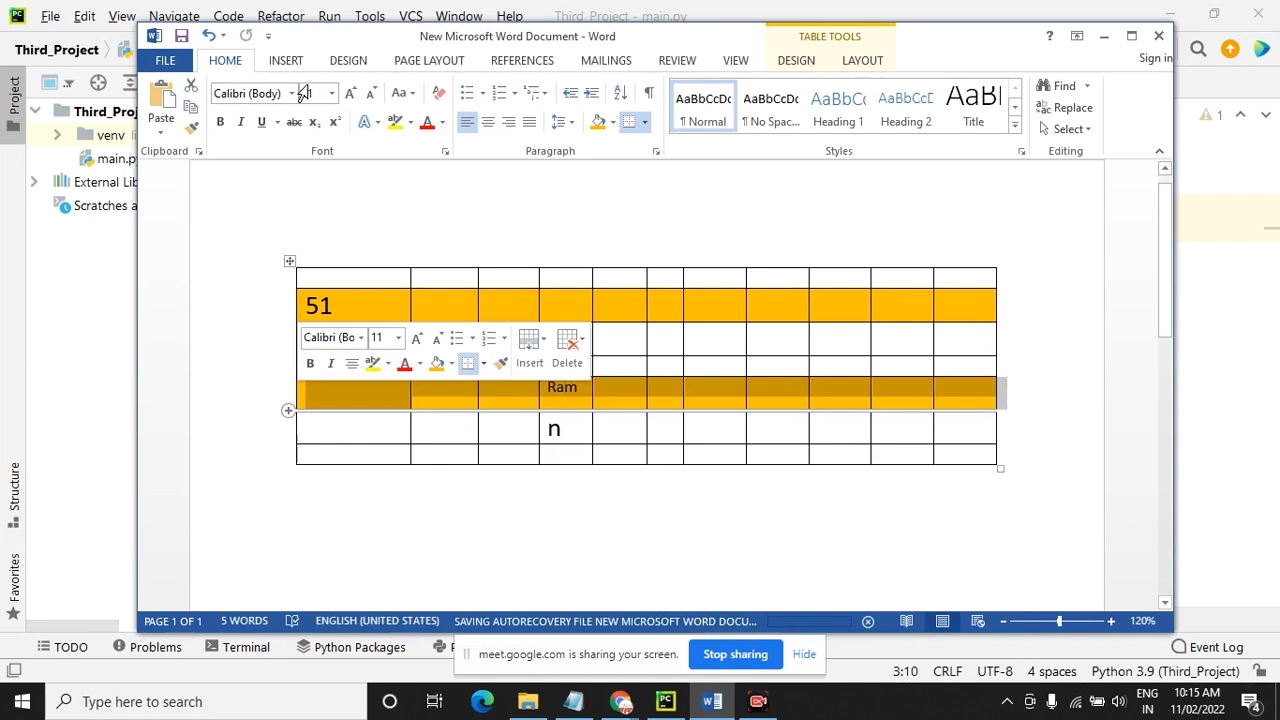 File Edit View Navigate Code Refactor Run Tools VCS Window Help Third_Project - main.py
New Microsoft Word Document - Word
TABLE TOOLS
Third_Project
FILE HOME INSERT DESIGN PAGE LAYOUT REFERENCES MAILINGS REVIEW VIEW DESIGN LAYOUT Sign in
Calibri (Body)
Paste
Clipboard Font Paragraph Styles Editing
AaBbCcDc AaBbCcDc AaBbCc AaBbCcD AaB
¶ Normal ¶ No Spac... Heading 1 Heading 2 Title
Find
Replace
Select
1
Project
Third_Proj
venv
main.p
External Lib
Scratches a
51
Calibri (Bo 11
Insert Delete
Ram
n
Structure
Favorites
PAGE 1 OF 1 5 WORDS ENGLISH (UNITED STATES) SAVING AUTORECOVERY FILE NEW MICROSOFT WORD DOCU... 120%
TODO Problems Terminal Python Packages Event Log
meet.google.com is sharing your screen. Stop sharing Hide
3:10 CRLF UTF-8 4 spaces Python 3.9 (Third_Project)
Type here to search
ENG
IN
10:15 AM
11/02/2022
4